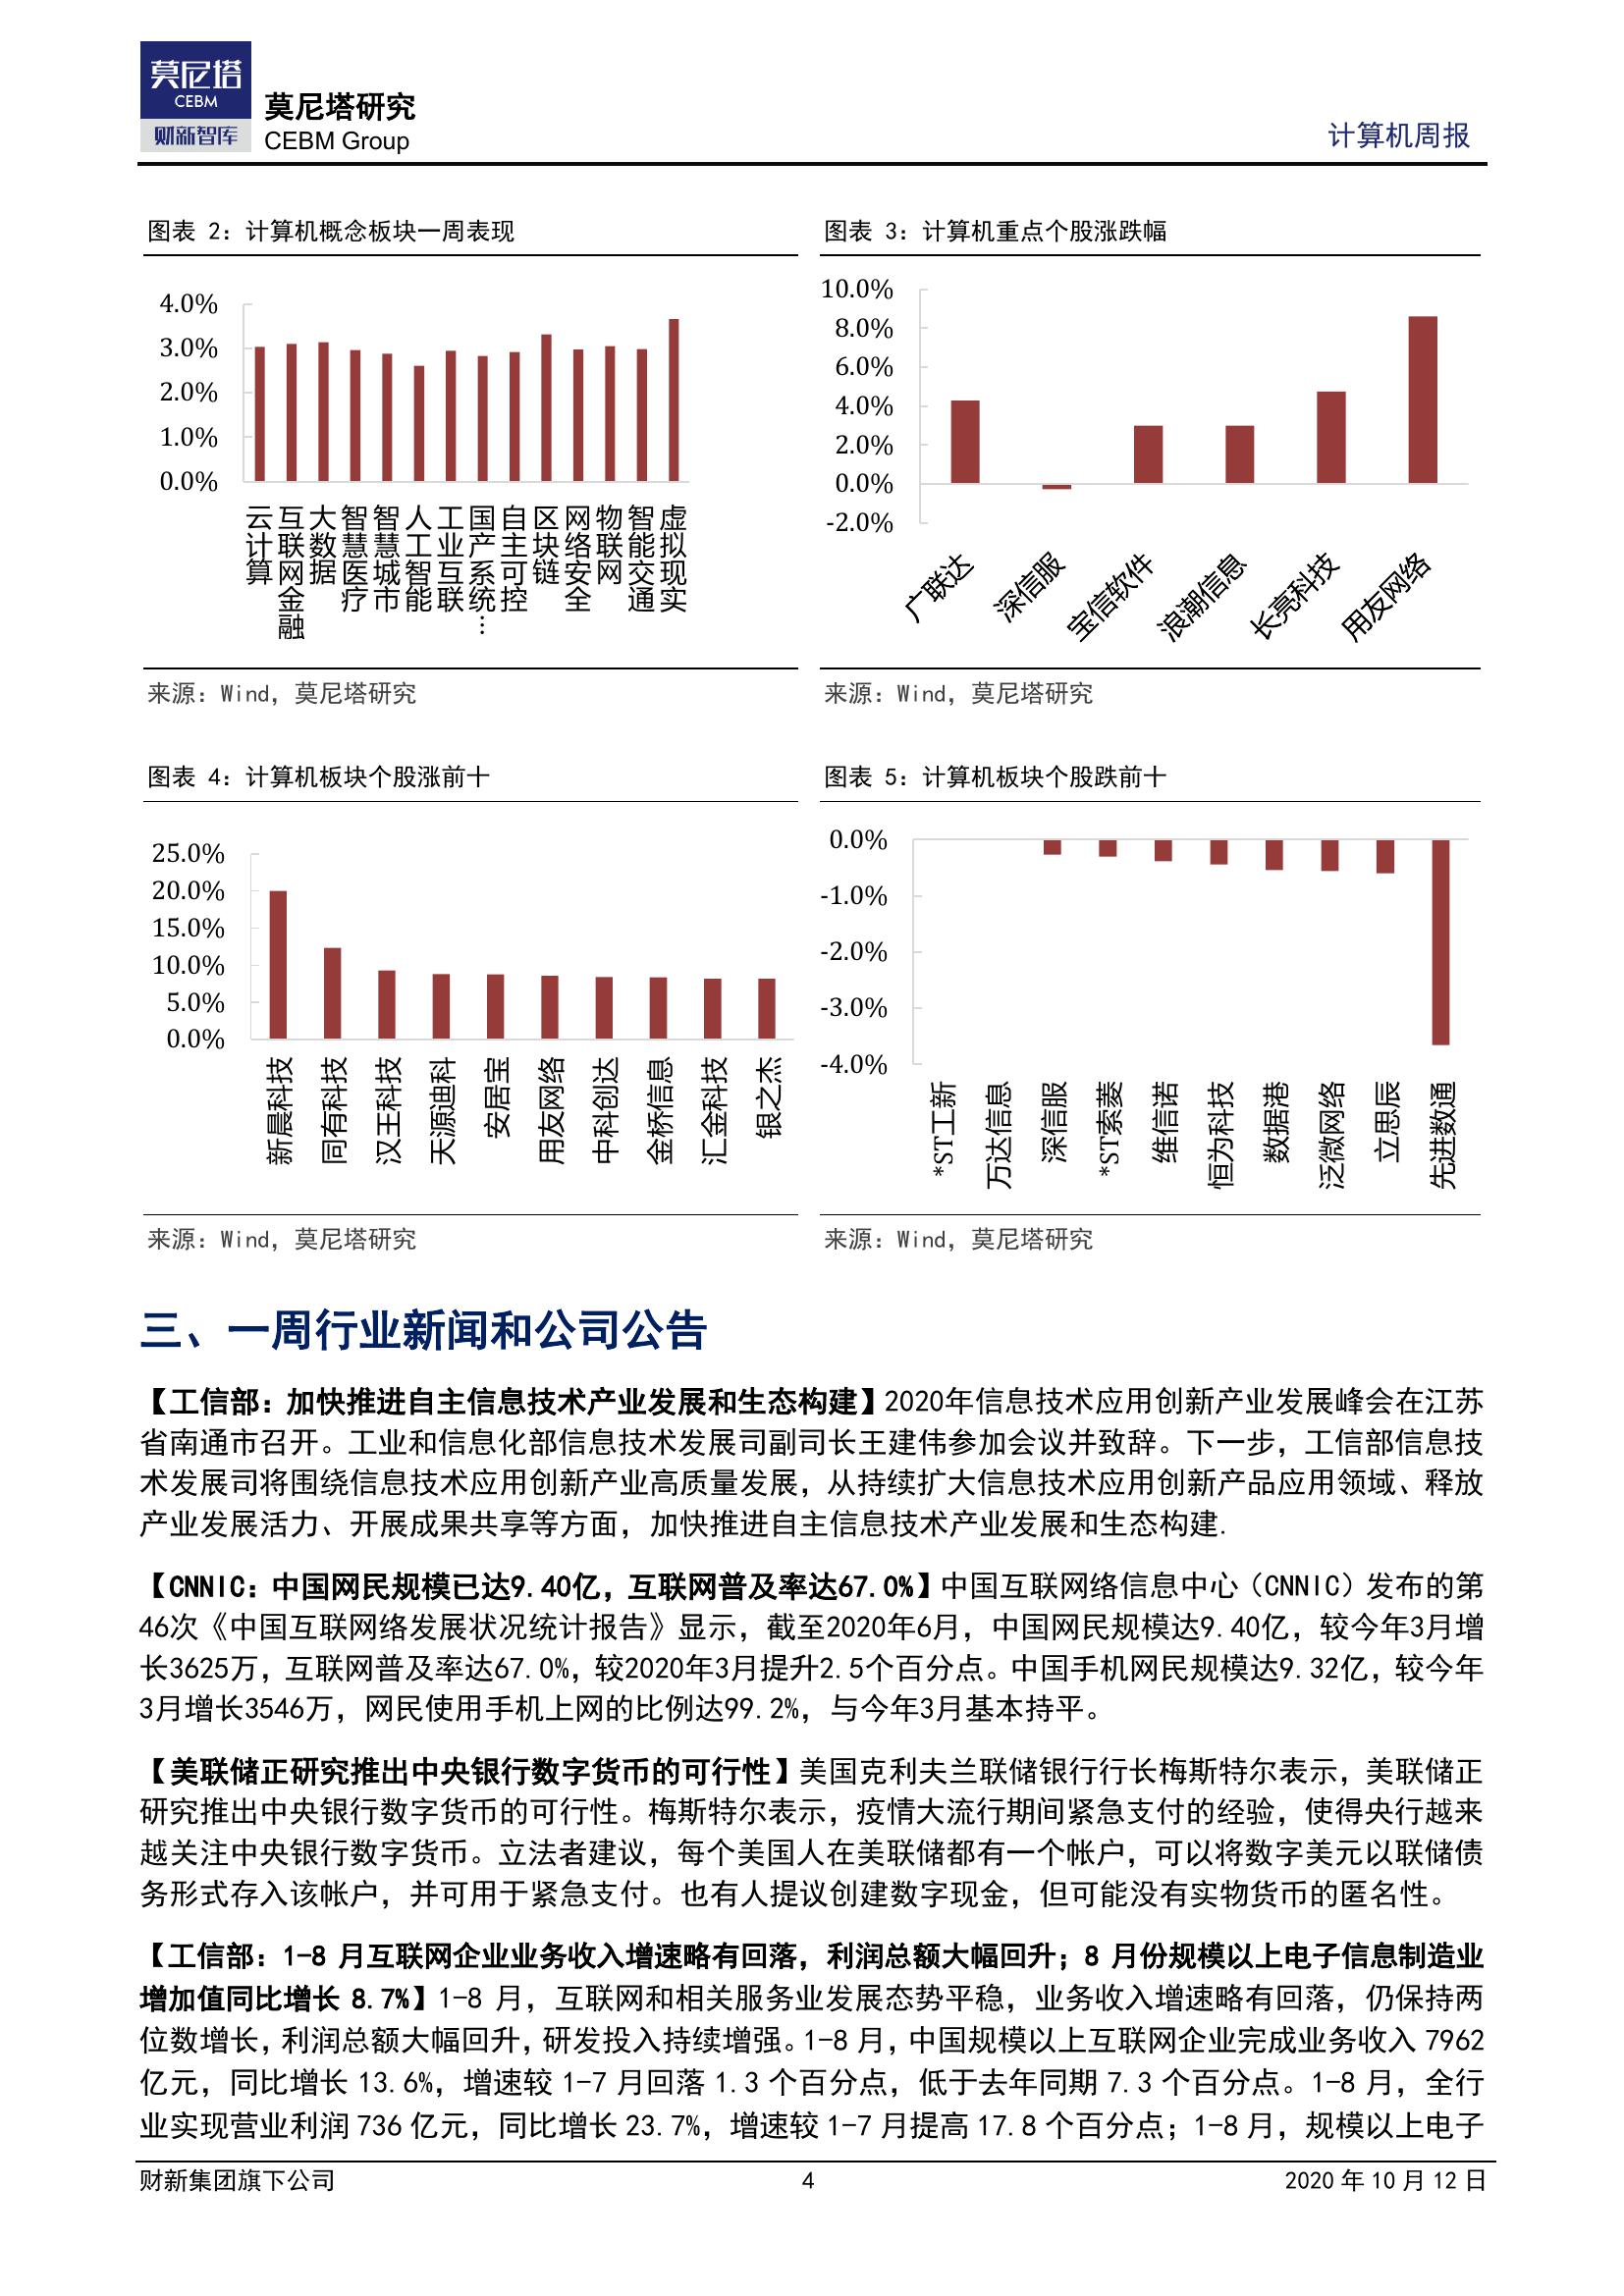 莫尼塔
CEBM
财新智库
莫尼塔研究
CEBM Group
计算机周报
图表 2：计算机概念板块一周表现
4.0%
3.0%
2.0%
1.0%
0.0%
云计算
互联网金融
大数据
智慧医疗
智慧城市
人工智能
工业互联
国产系统…
自主可控
区块链
网络安全
物联网
智能交通
虚拟现实
来源：Wind，莫尼塔研究
图表 3：计算机重点个股涨跌幅
10.0%
8.0%
6.0%
4.0%
2.0%
0.0%
-2.0%
广联达
深信服
宝信软件
浪潮信息
长亮科技
用友网络
来源：Wind，莫尼塔研究
图表 4：计算机板块个股涨前十
25.0%
20.0%
15.0%
10.0%
5.0%
0.0%
新晨科技
同有科技
汉王科技
天源迪科
安居宝
用友网络
中科创达
金桥信息
汇金科技
银之杰
来源：Wind，莫尼塔研究
图表 5：计算机板块个股跌前十
0.0%
-1.0%
-2.0%
-3.0%
-4.0%
*ST工新
万达信息
深信服
*ST索菱
维信诺
恒为科技
数据港
泛微网络
立思辰
先进数通
来源：Wind，莫尼塔研究
三、一周行业新闻和公司公告
【工信部：加快推进自主信息技术产业发展和生态构建】2020年信息技术应用创新产业发展峰会在江苏
省南通市召开。工业和信息化部信息技术发展司副司长王建伟参加会议并致辞。下一步，工信部信息技
术发展司将围绕信息技术应用创新产业高质量发展，从持续扩大信息技术应用创新产品应用领域、释放
产业发展活力、开展成果共享等方面，加快推进自主信息技术产业发展和生态构建.
【CNNIC：中国网民规模已达9.40亿，互联网普及率达67.0%】中国互联网络信息中心（CNNIC）发布的第
46次《中国互联网络发展状况统计报告》显示，截至2020年6月，中国网民规模达9.40亿，较今年3月增
长3625万，互联网普及率达67.0%，较2020年3月提升2.5个百分点。中国手机网民规模达9.32亿，较今年
3月增长3546万，网民使用手机上网的比例达99.2%，与今年3月基本持平。
【美联储正研究推出中央银行数字货币的可行性】美国克利夫兰联储银行行长梅斯特尔表示，美联储正
研究推出中央银行数字货币的可行性。梅斯特尔表示，疫情大流行期间紧急支付的经验，使得央行越来
越关注中央银行数字货币。立法者建议，每个美国人在美联储都有一个帐户，可以将数字美元以联储债
务形式存入该帐户，并可用于紧急支付。也有人提议创建数字现金，但可能没有实物货币的匿名性。
【工信部：1-8 月互联网企业业务收入增速略有回落，利润总额大幅回升；8 月份规模以上电子信息制造业
增加值同比增长 8.7%】1-8 月，互联网和相关服务业发展态势平稳，业务收入增速略有回落，仍保持两
位数增长，利润总额大幅回升，研发投入持续增强。1-8 月，中国规模以上互联网企业完成业务收入 7962
亿元，同比增长 13.6%，增速较 1-7 月回落 1.3 个百分点，低于去年同期 7.3 个百分点。1-8 月，全行
业实现营业利润 736 亿元，同比增长 23.7%，增速较 1-7 月提高 17.8 个百分点；1-8 月，规模以上电子
财新集团旗下公司
4
2020 年 10 月 12 日